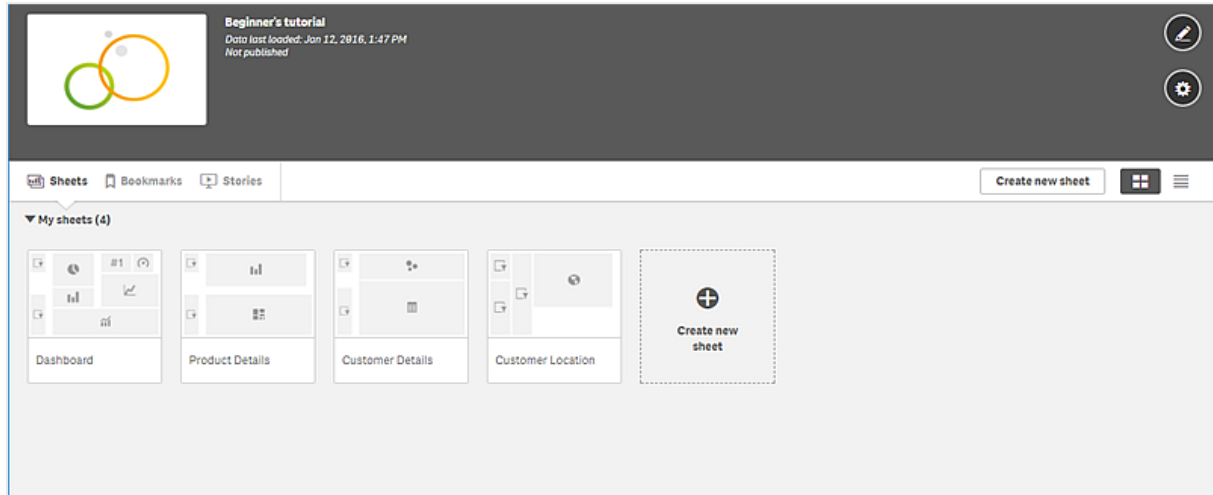 Beginner's tutorial
Data last loaded: Jan 12, 2016, 1:47 PM
Not published
Sheets
Bookmarks
Stories
Create new sheet
My sheets (4)
#1
Dashboard
Product Details
Customer Details
Customer Location
Create new
sheet